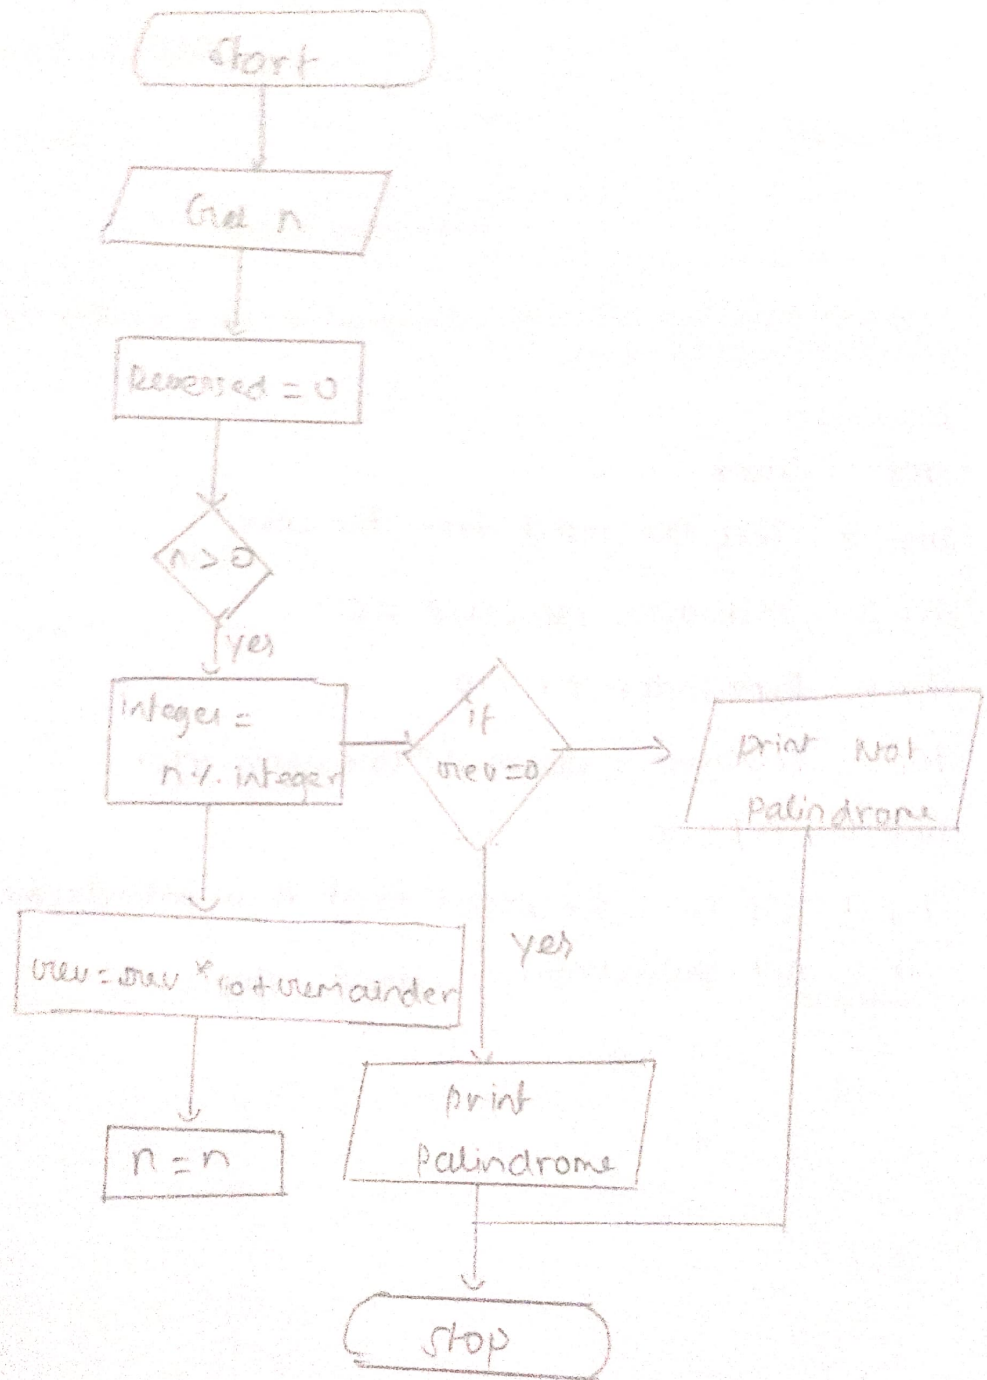 Start
Get n
Reversed = 0
n > 0
yes
integer =
n % integer
if
rev = 0
print Not
Palindrome
rev = rev * 10 + remainder
yes
n = n
print
Palindrome
Stop